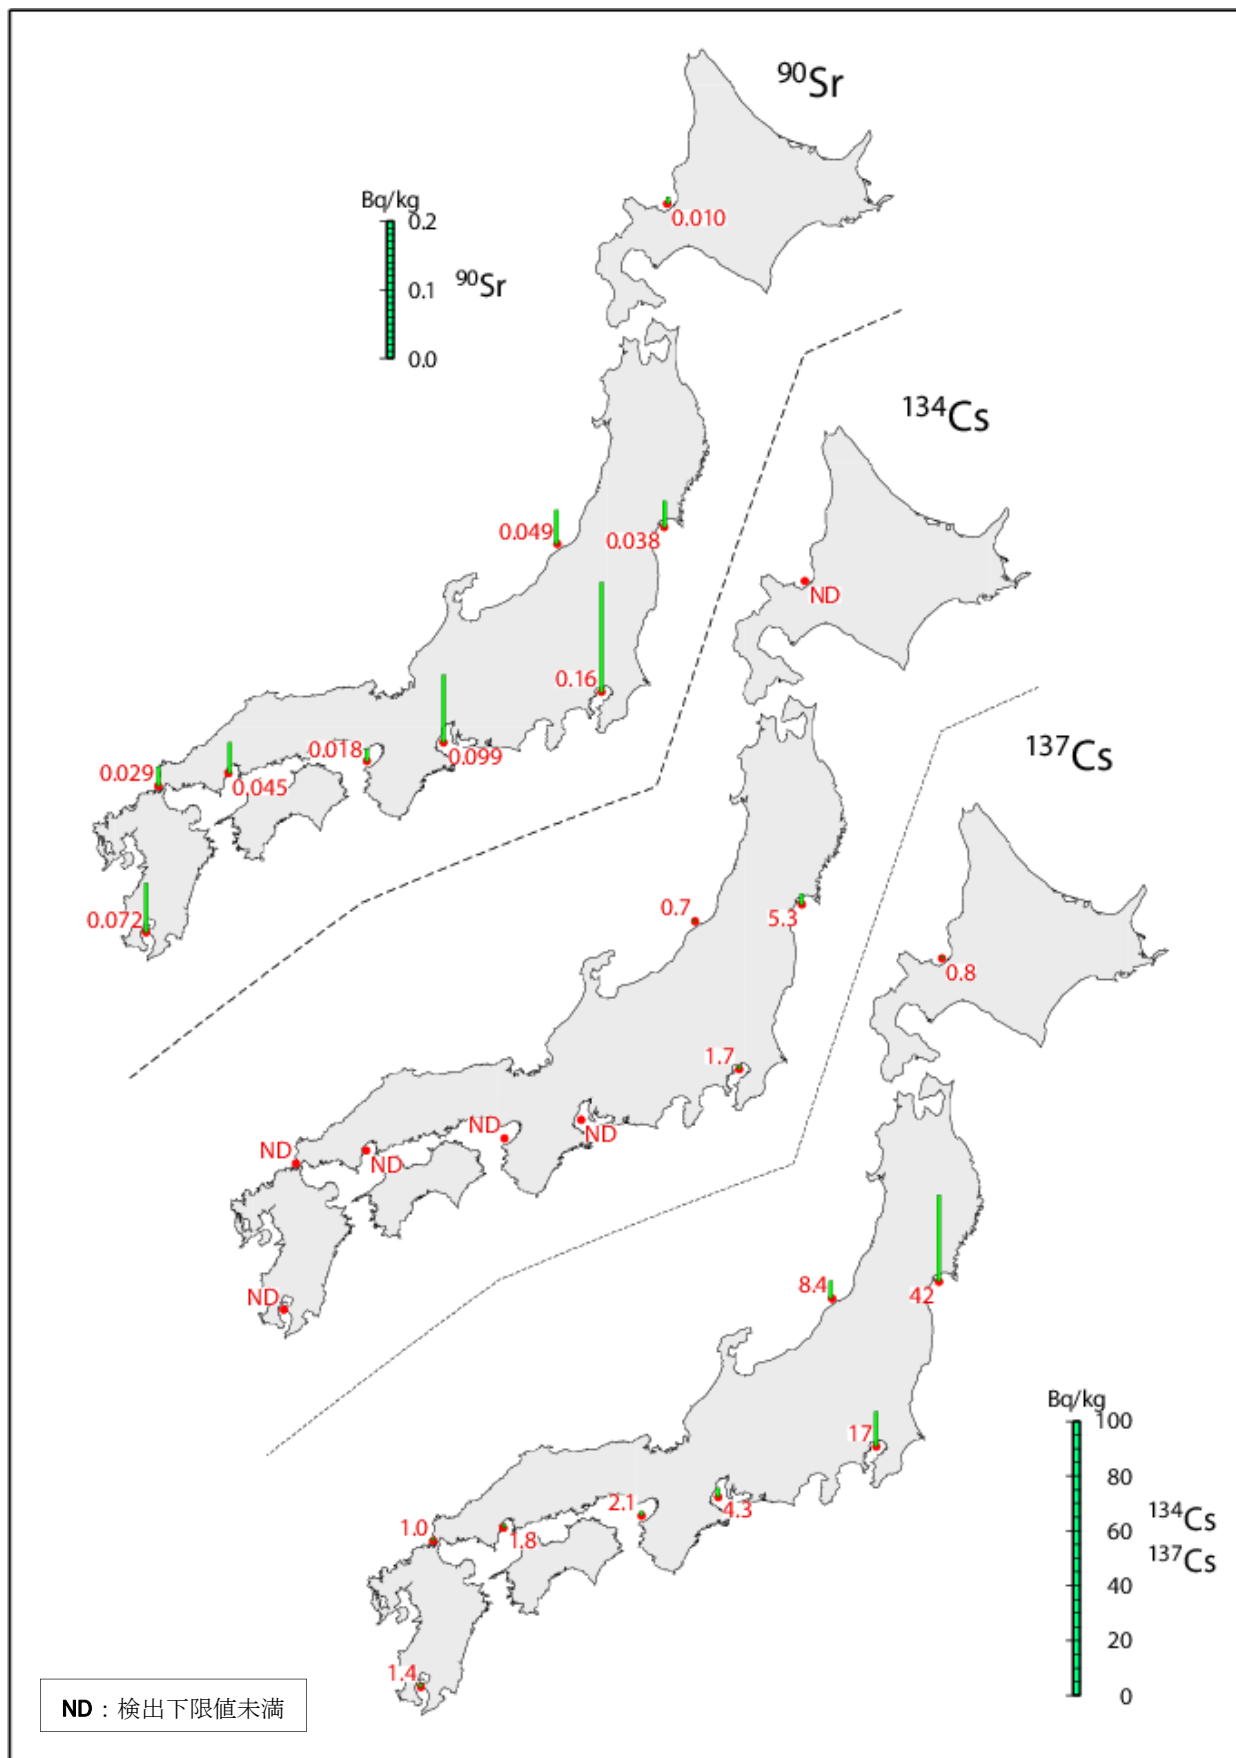 ⁹⁰Sr
Bq/kg
0.2
0.1
0.0
⁹⁰Sr
0.010
0.049
0.038
0.16
0.099
0.018
0.045
0.029
0.072
¹³⁴Cs
ND
0.7
5.3
1.7
ND
ND
ND
ND
ND
¹³⁷Cs
0.8
8.4
42
17
4.3
2.1
1.8
1.0
1.4
Bq/kg
100
80
60
40
20
0
¹³⁴Cs
¹³⁷Cs
ND：検出下限値未満